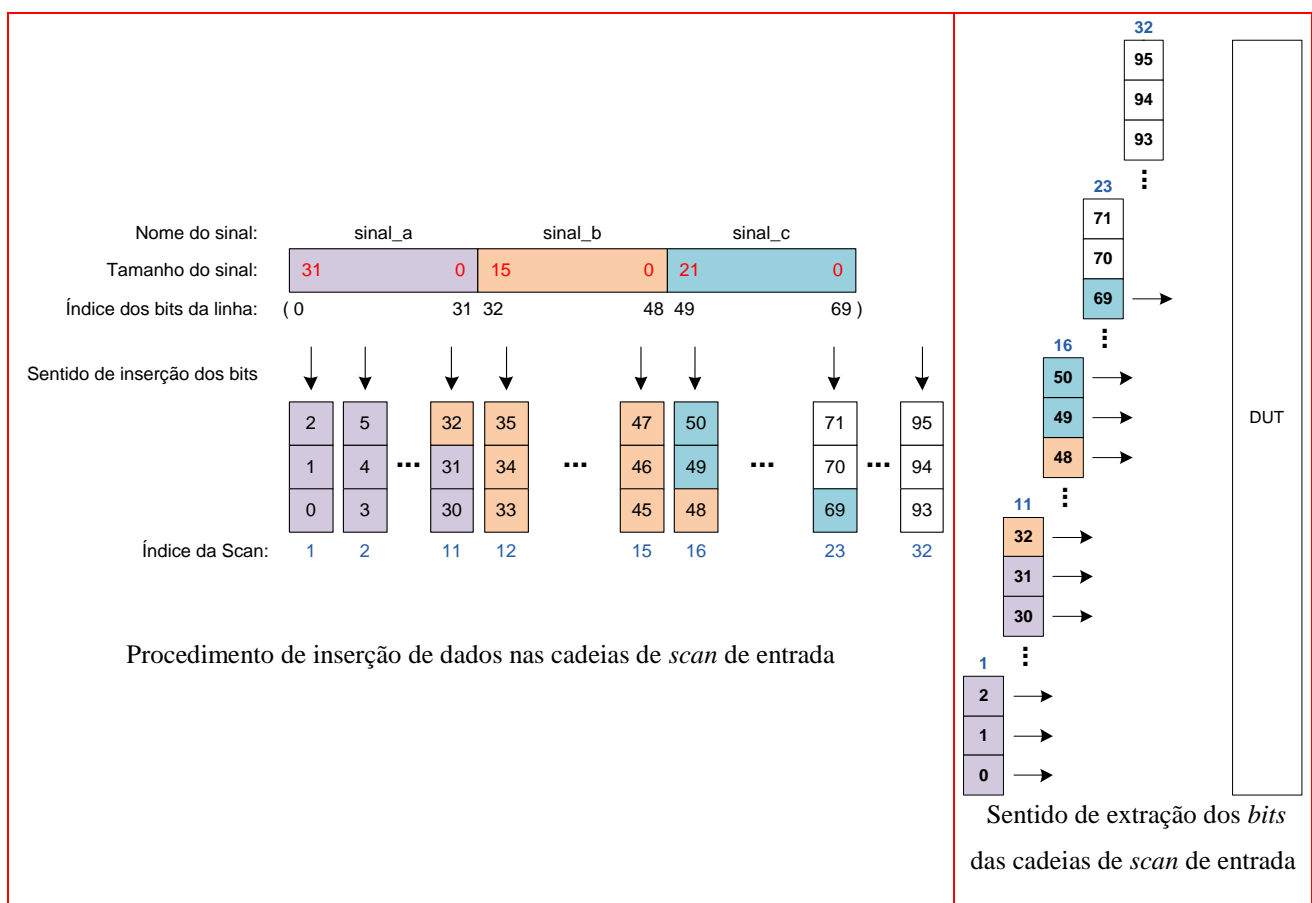 Nome do sinal: sinal_a sinal_b sinal_c
Tamanho do sinal: 31 0 15 0 21 0
Índice dos bits da linha: ( 0 31 32 48 49 69 )
Sentido de inserção dos bits
2 5 32 35 47 50 71 95
1 4 ... 31 34 ... 46 49 ... 70 ... 94
0 3 30 33 45 48 69 93
Índice da Scan: 1 2 11 12 15 16 23 32
Procedimento de inserção de dados nas cadeias de scan de entrada
32
95
94
93
...
23
71
70
69
...
16
50
49
48
...
11
32
31
30
...
1
2
1
0
DUT
Sentido de extração dos bits
das cadeias de scan de entrada